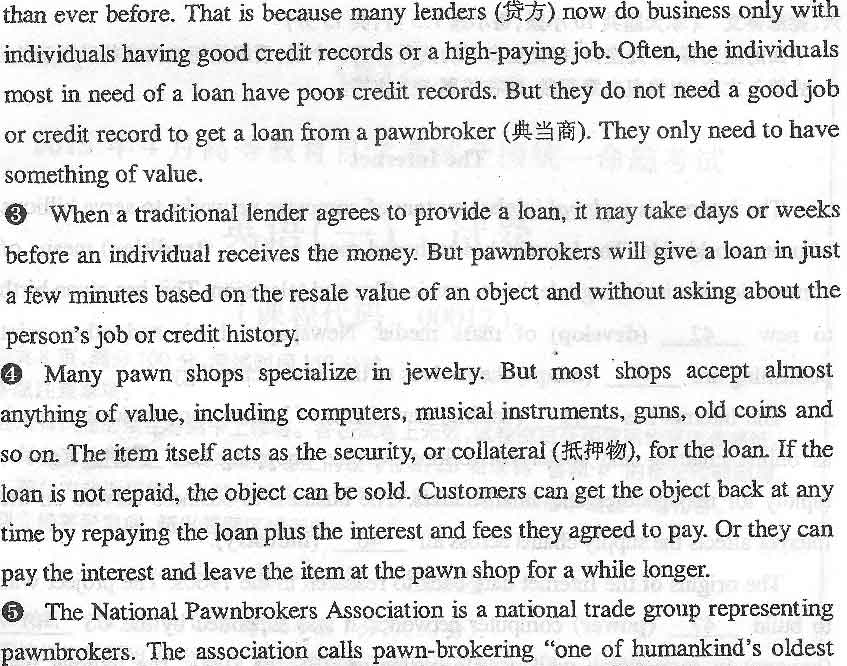 than ever before. That is because many lenders (贷方) now do business only with
individuals having good credit records or a high-paying job. Often, the individuals
most in need of a loan have poor credit records. But they do not need a good job
or credit record to get a loan from a pawnbroker (典当商). They only need to have
something of value.
❸ When a traditional lender agrees to provide a loan, it may take days or weeks
before an individual receives the money. But pawnbrokers will give a loan in just
a few minutes based on the resale value of an object and without asking about the
person's job or credit history.
❹ Many pawn shops specialize in jewelry. But most shops accept almost
anything of value, including computers, musical instruments, guns, old coins and
so on. The item itself acts as the security, or collateral (抵押物), for the loan. If the
loan is not repaid, the object can be sold. Customers can get the object back at any
time by repaying the loan plus the interest and fees they agreed to pay. Or they can
pay the interest and leave the item at the pawn shop for a while longer.
❺ The National Pawnbrokers Association is a national trade group representing
pawnbrokers. The association calls pawn-brokering “one of humankind's oldest